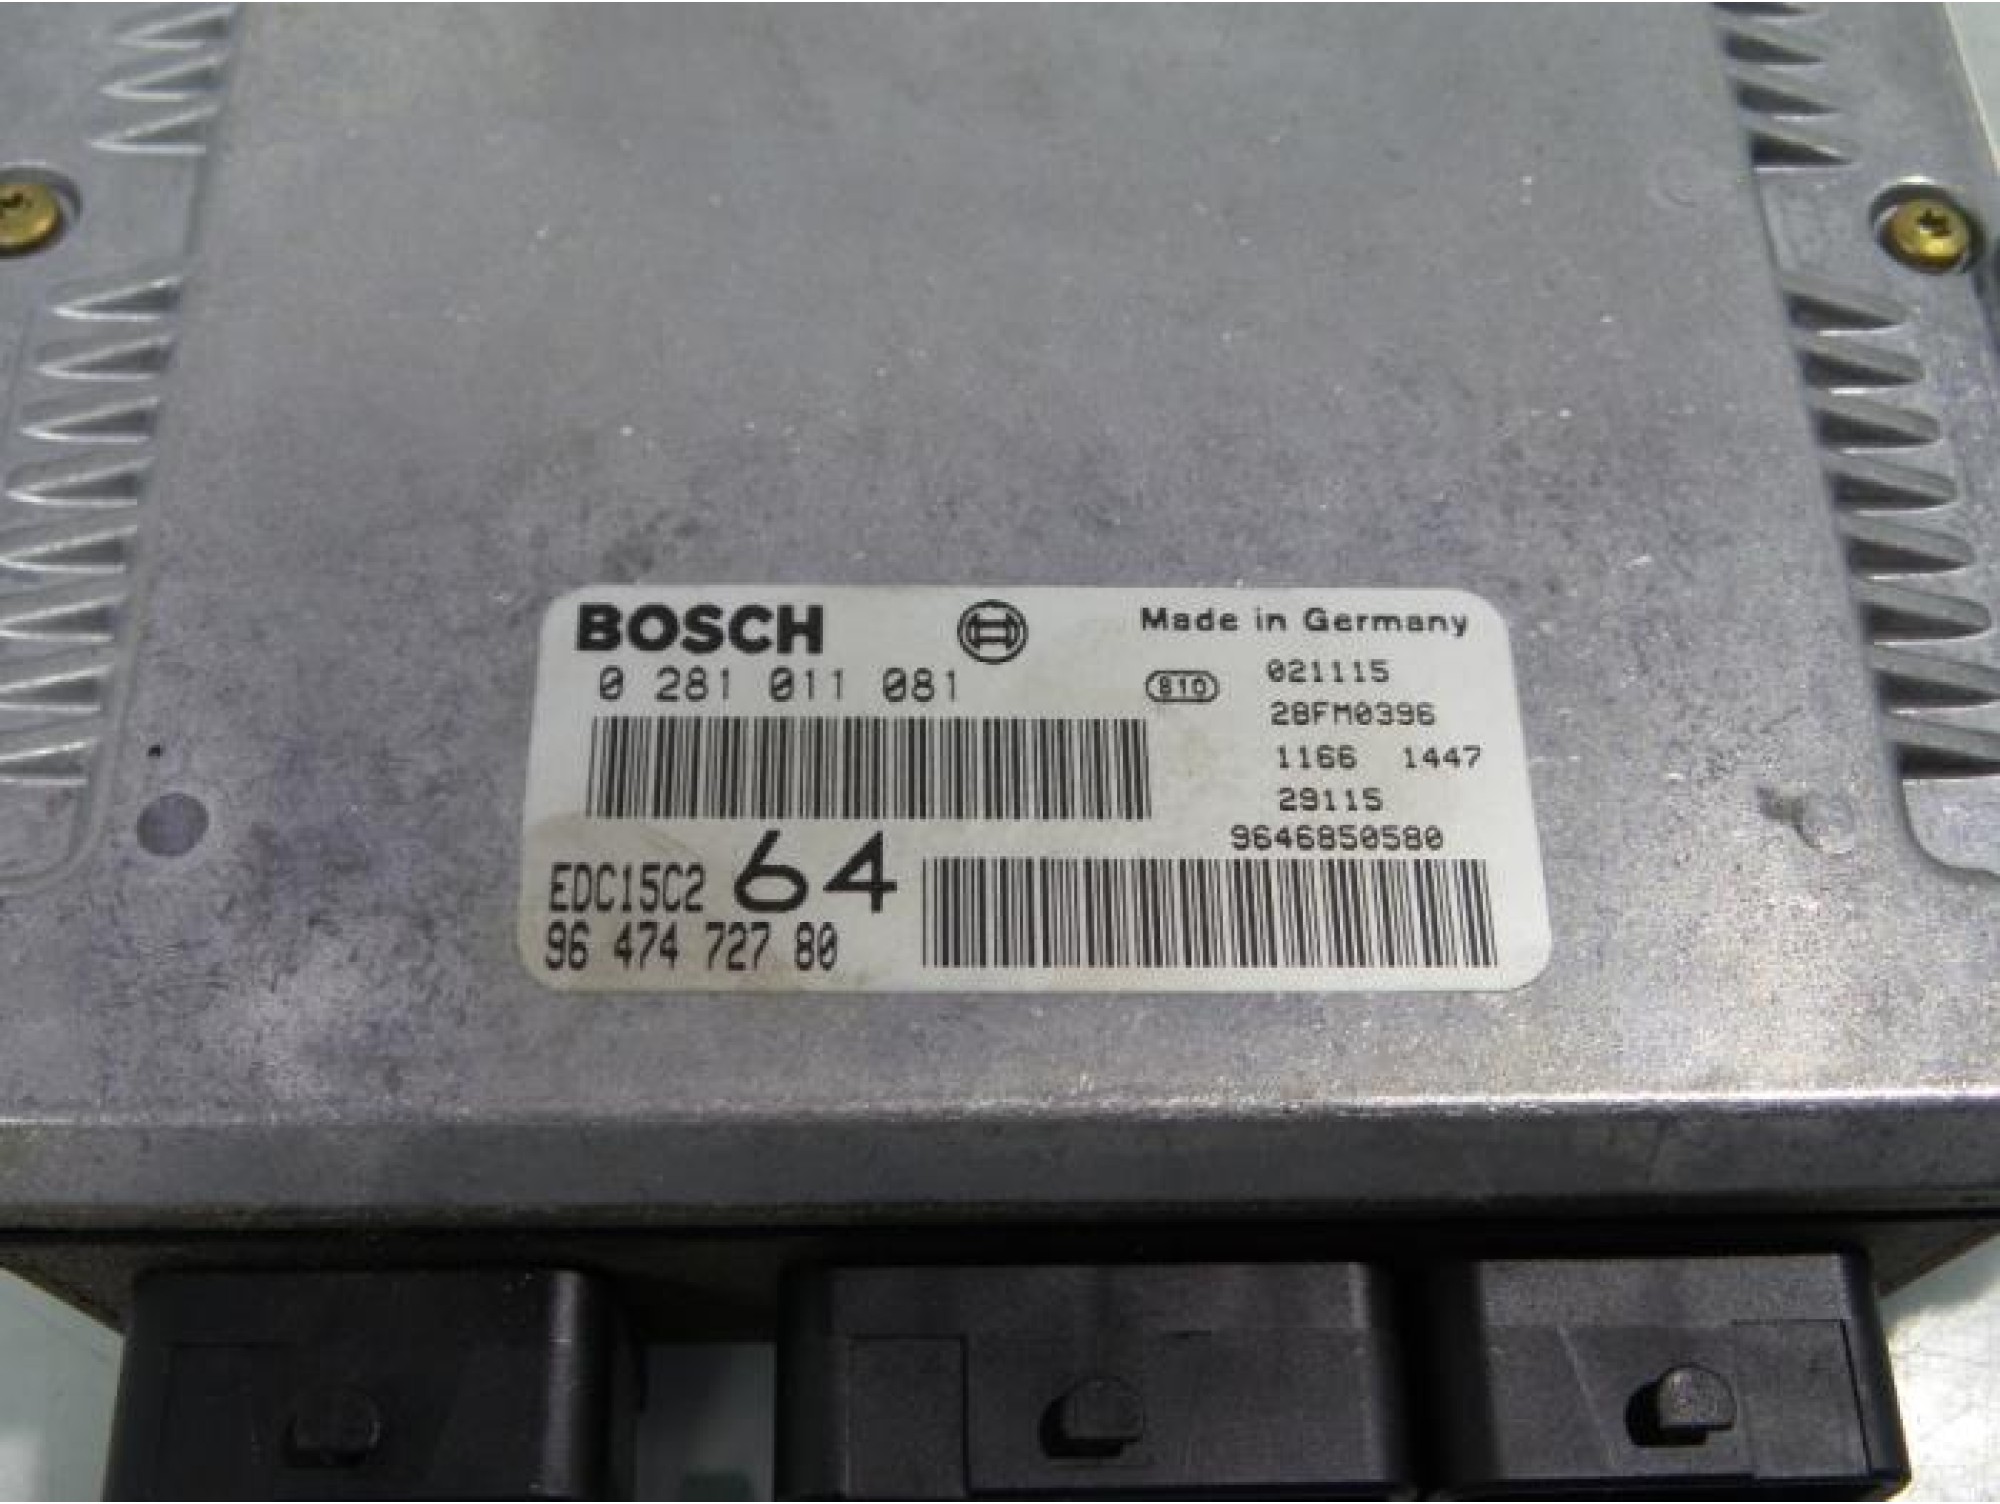 BOSCH
Made in Germany
0 281 011 081
810
021115
28FM0396
1166 1447
29115
9646850580
EDC15C2 64
96 474 727 80